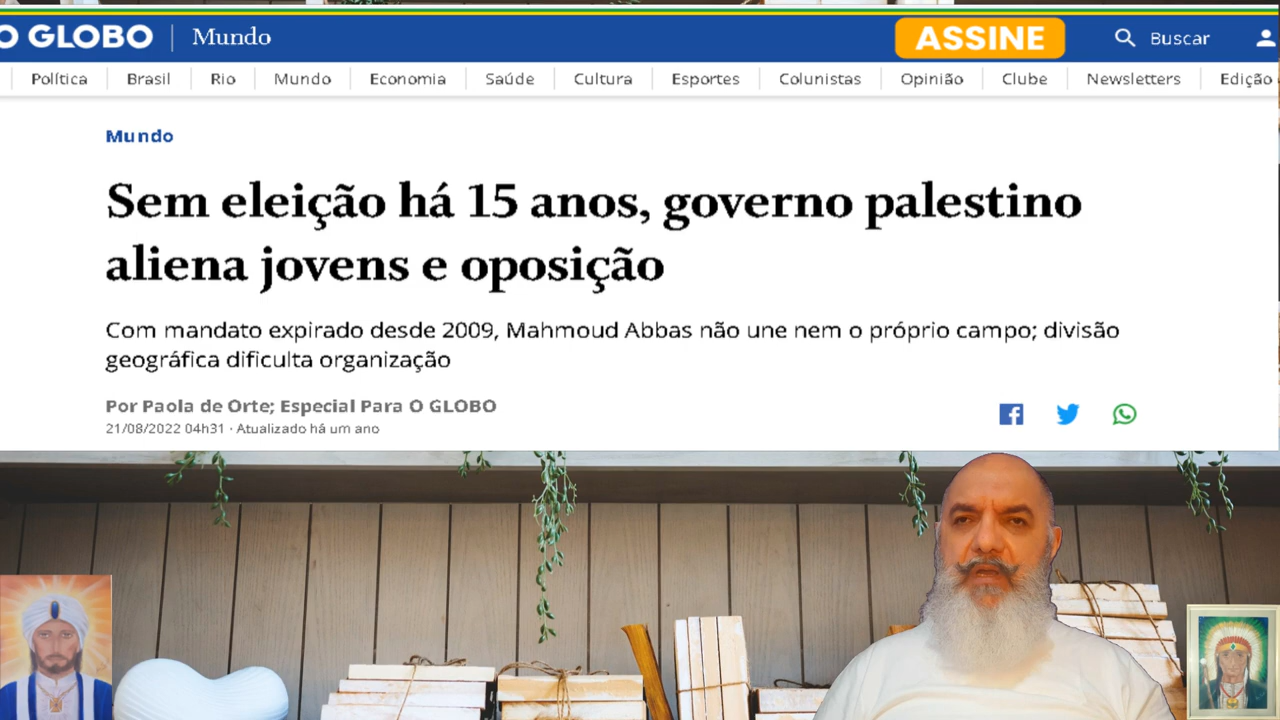 O GLOBO
Mundo
ASSINE
Buscar
Política Brasil Rio Mundo Economia Saúde Cultura Esportes Colunistas Opinião Clube Newsletters Edição
Mundo
Sem eleição há 15 anos, governo palestino
aliena jovens e oposição
Com mandato expirado desde 2009, Mahmoud Abbas não une nem o próprio campo; divisão
geográfica dificulta organização
Por Paola de Orte; Especial Para O GLOBO
21/08/2022 04h31 · Atualizado há um ano